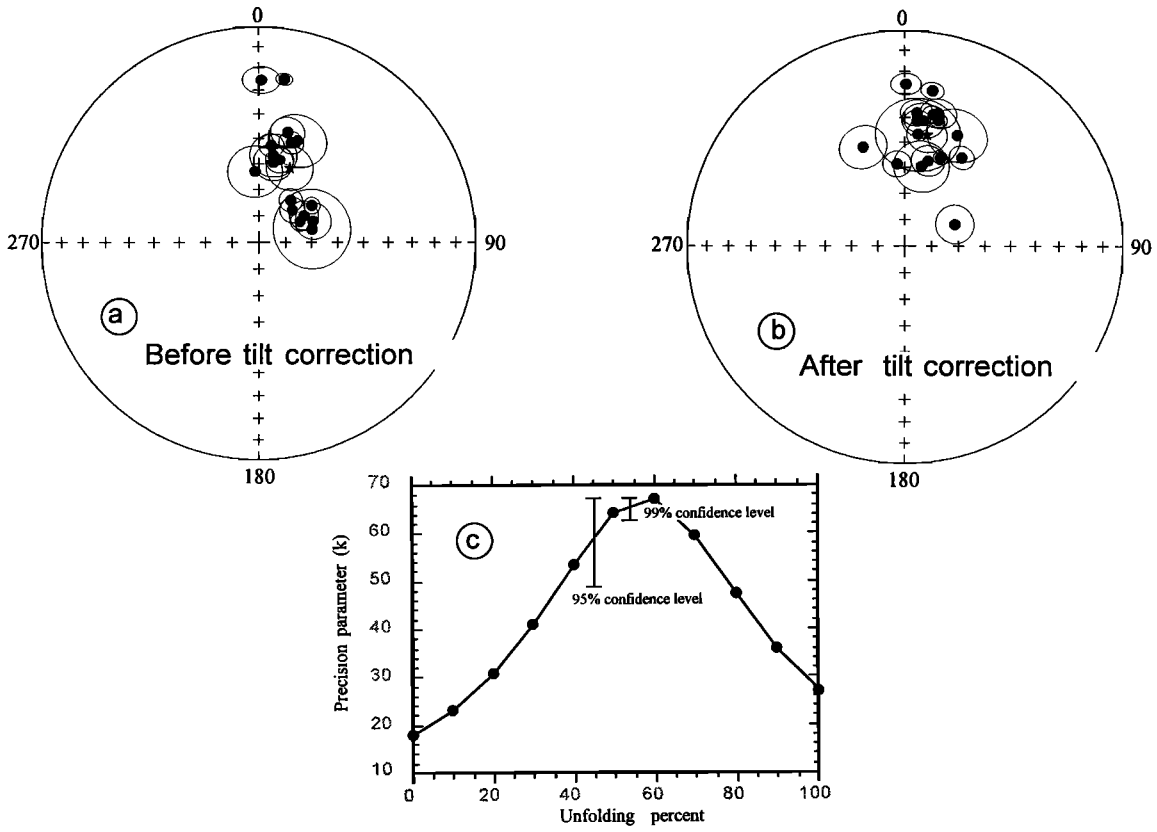 0
270
90
a
Before tilt correction
180
0
270
90
b
After tilt correction
180
Precision parameter (k)
70
60
50
40
30
20
10
c
99% confidence level
95% confidence level
0
20
40
60
80
100
Unfolding percent